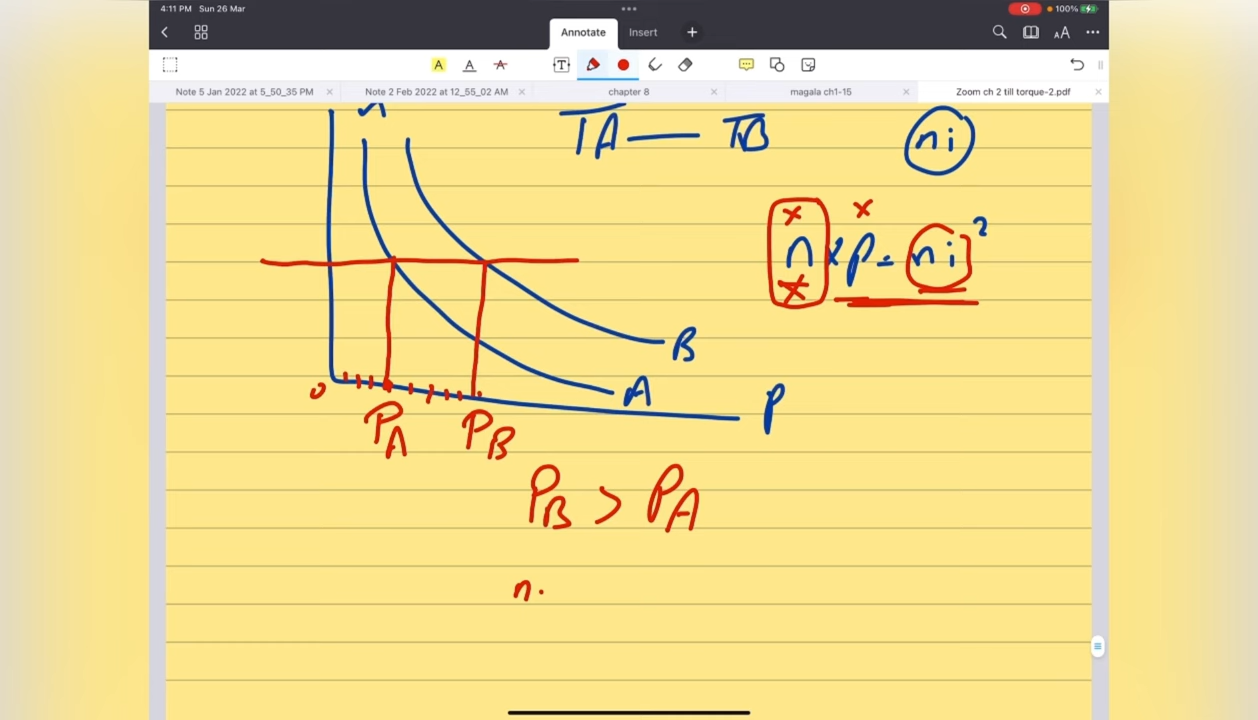 4:11 PM Sun 26 Mar
100%
Annotate Insert
Note 5 Jan 2022 at 5_50_35 PM
Note 2 Feb 2022 at 12_55_02 AM
chapter 8
magala ch1-15
Zoom ch 2 till torque-2.pdf
TA — TB
ni
n x p = ni²
B
A
P
0
PA PB
PB > PA
n.